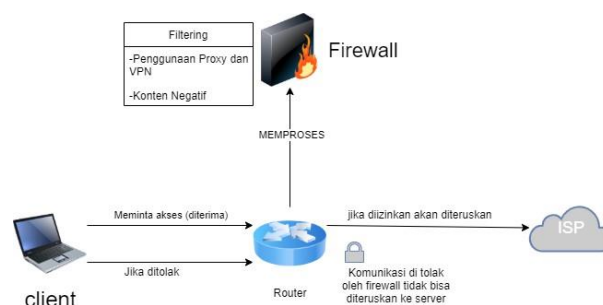 Filtering
-Penggunaan Proxy dan
VPN
-Konten Negatif
Firewall
MEMPROSES
Meminta akses (diterima)
jika diizinkan akan diteruskan
ISP
Jika ditolak
client
Router
Komunikasi di tolak
oleh firewall tidak bisa
diteruskan ke server